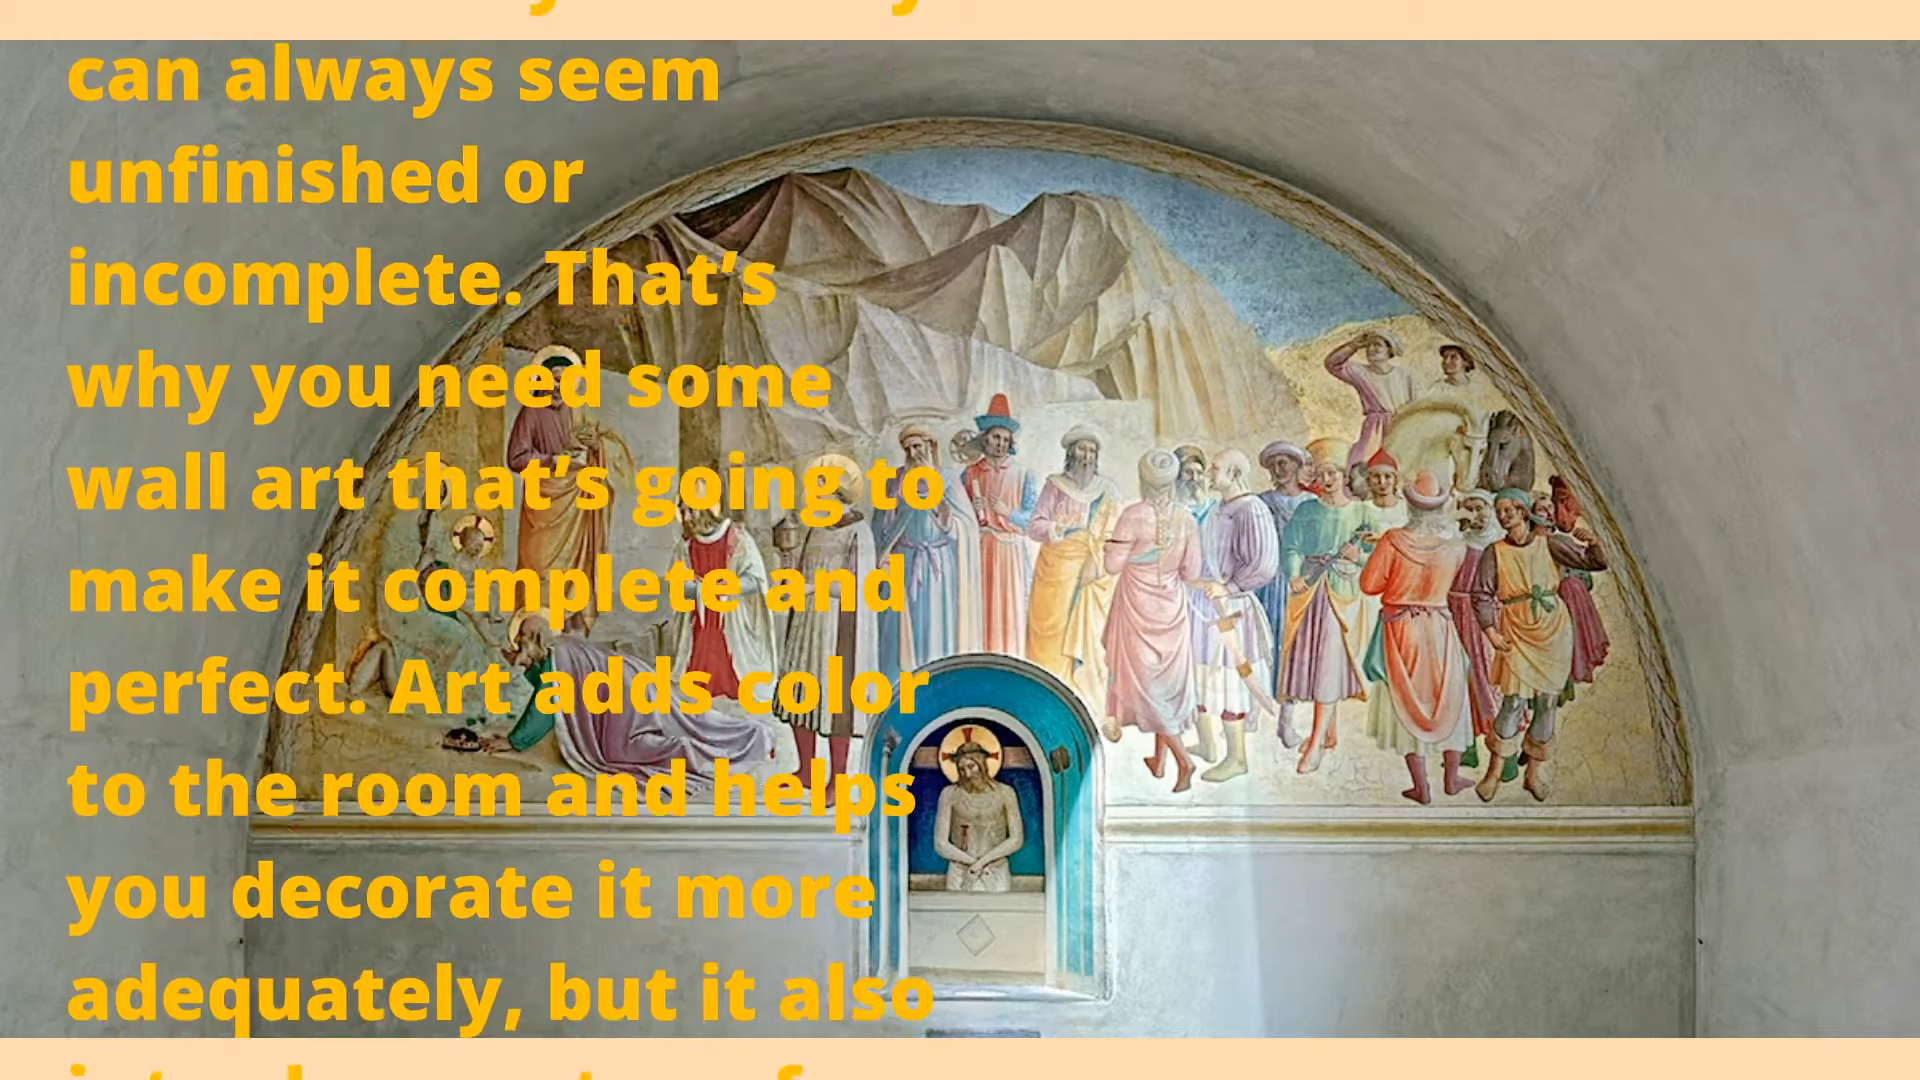 can always seem
unfinished or
incomplete. That's
why you need some
wall art that's going to
make it complete and
perfect. Art adds color
to the room and helps
you decorate it more
adequately, but it also